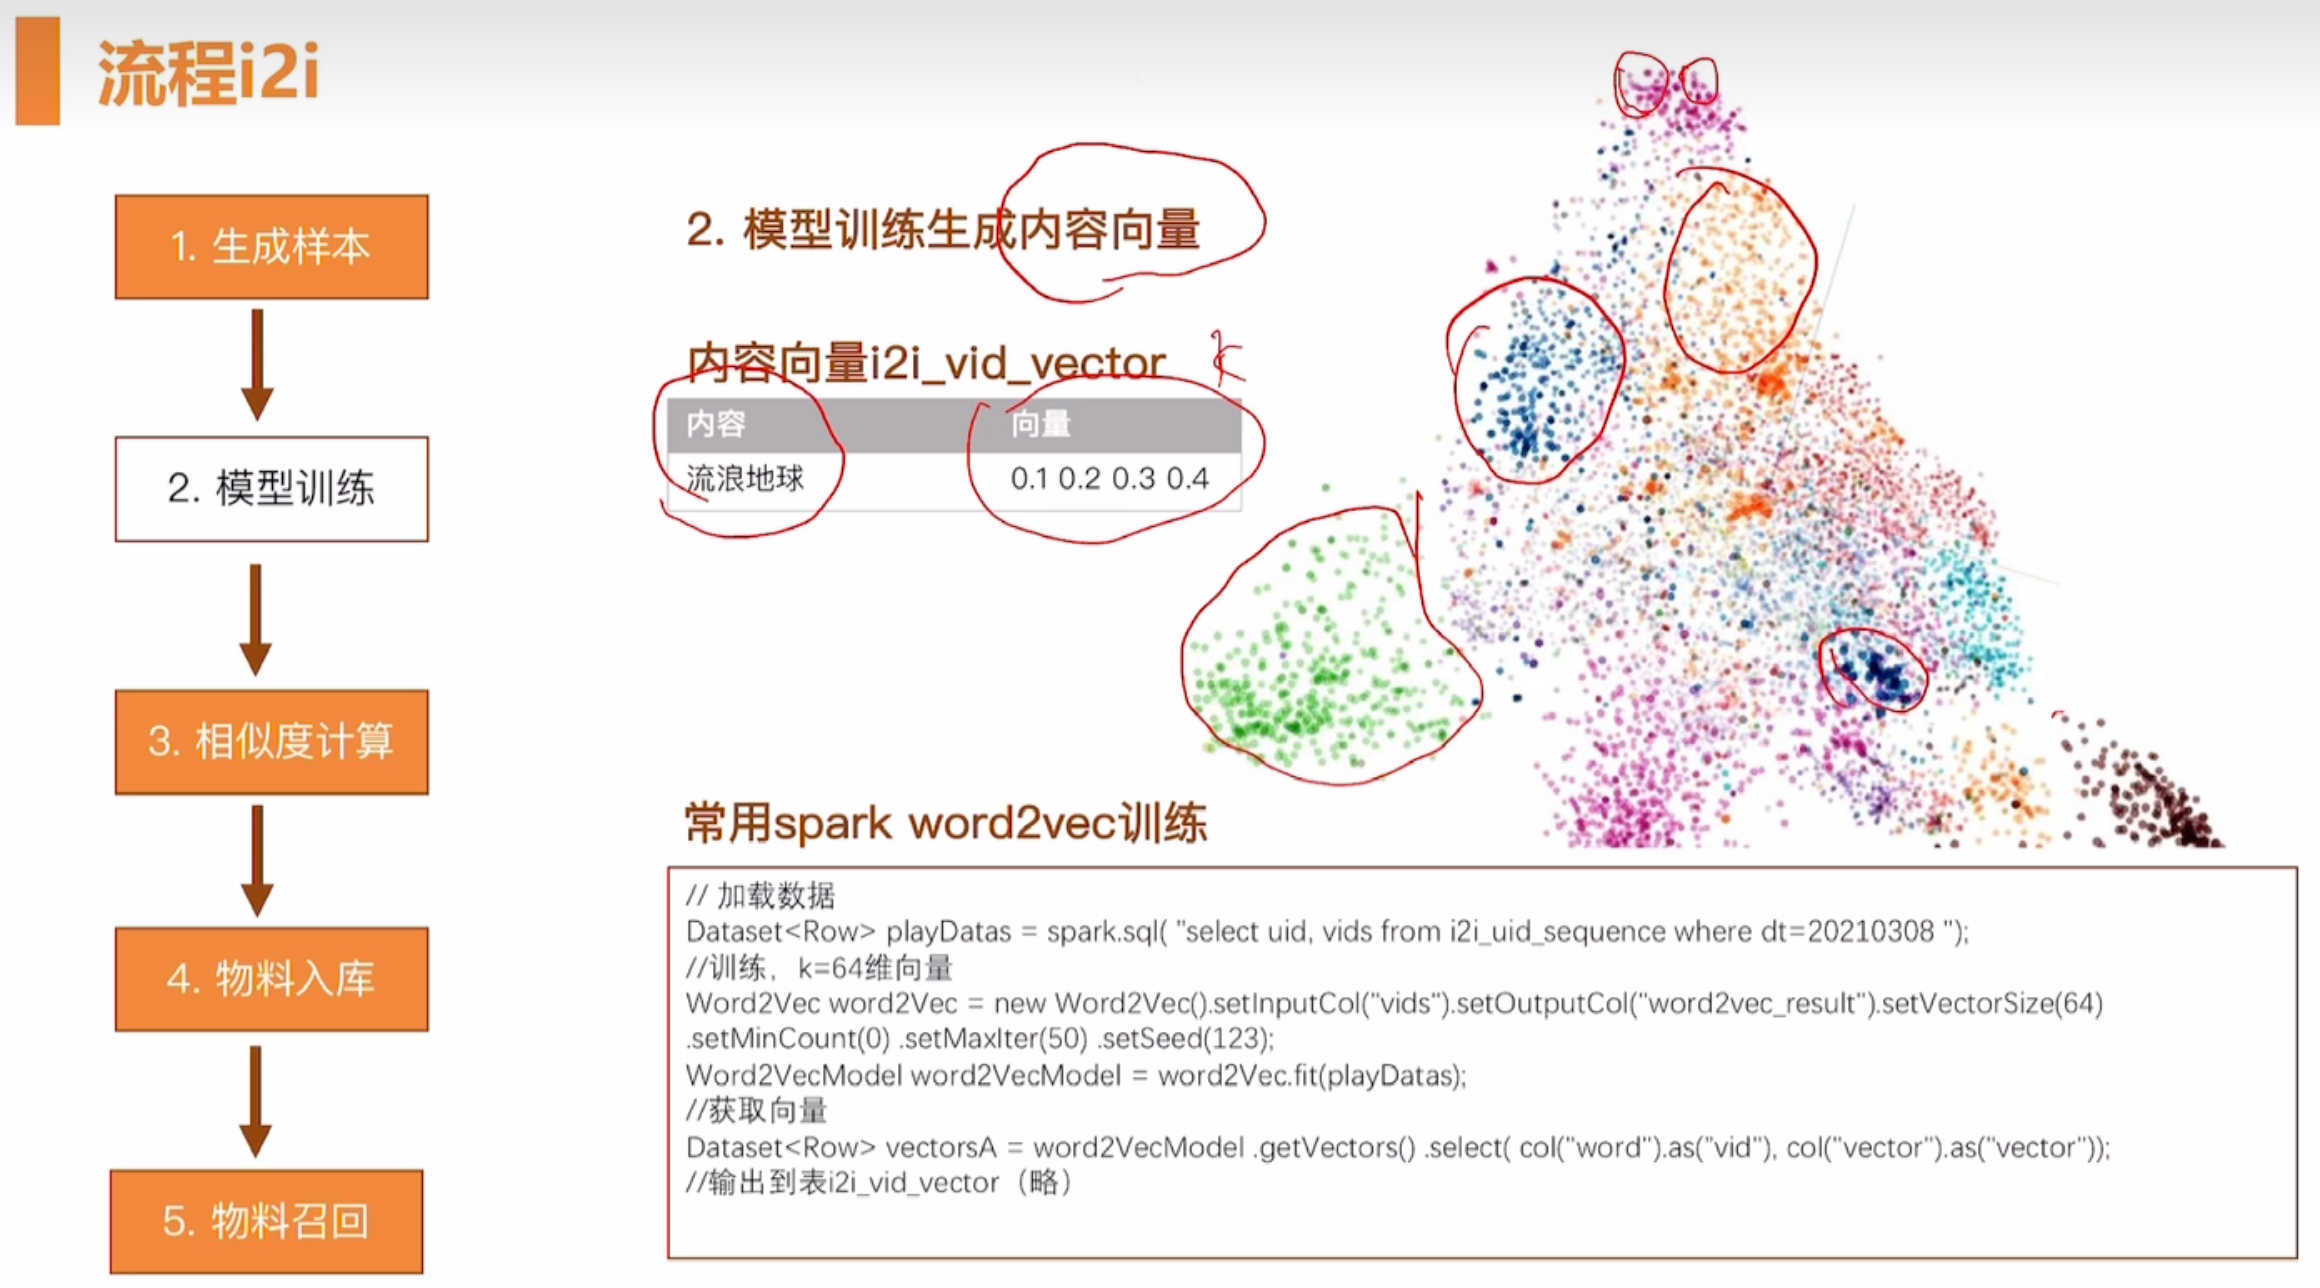 流程i2i
1. 生成样本
2. 模型训练
3. 相似度计算
4. 物料入库
5. 物料召回
2. 模型训练生成内容向量
内容向量i2i_vid_vector k
内容 向量
流浪地球 0.1 0.2 0.3 0.4
常用spark word2vec训练
// 加载数据
Dataset<Row> playDatas = spark.sql( "select uid, vids from i2i_uid_sequence where dt=20210308 ");
//训练，k=64维向量
Word2Vec word2Vec = new Word2Vec().setInputCol("vids").setOutputCol("word2vec_result").setVectorSize(64)
.setMinCount(0) .setMaxIter(50) .setSeed(123);
Word2VecModel word2VecModel = word2Vec.fit(playDatas);
//获取向量
Dataset<Row> vectorsA = word2VecModel .getVectors() .select( col("word").as("vid"), col("vector").as("vector"));
//输出到表i2i_vid_vector（略）